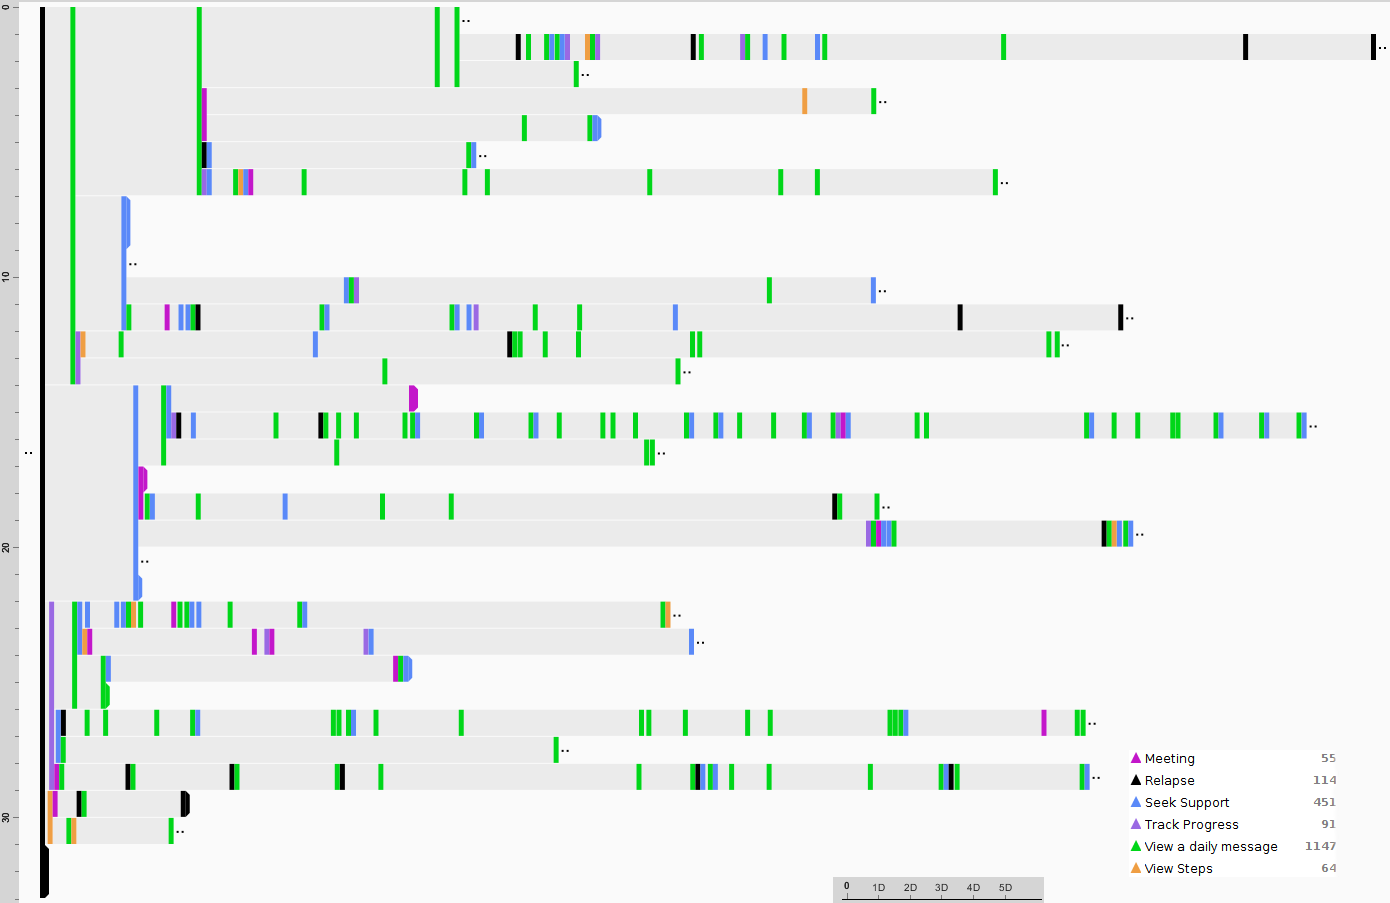 0
10
20
30
Meeting 55
Relapse 114
Seek Support 451
Track Progress 91
View a daily message 1147
View Steps 64
0 1D 2D 3D 4D 5D